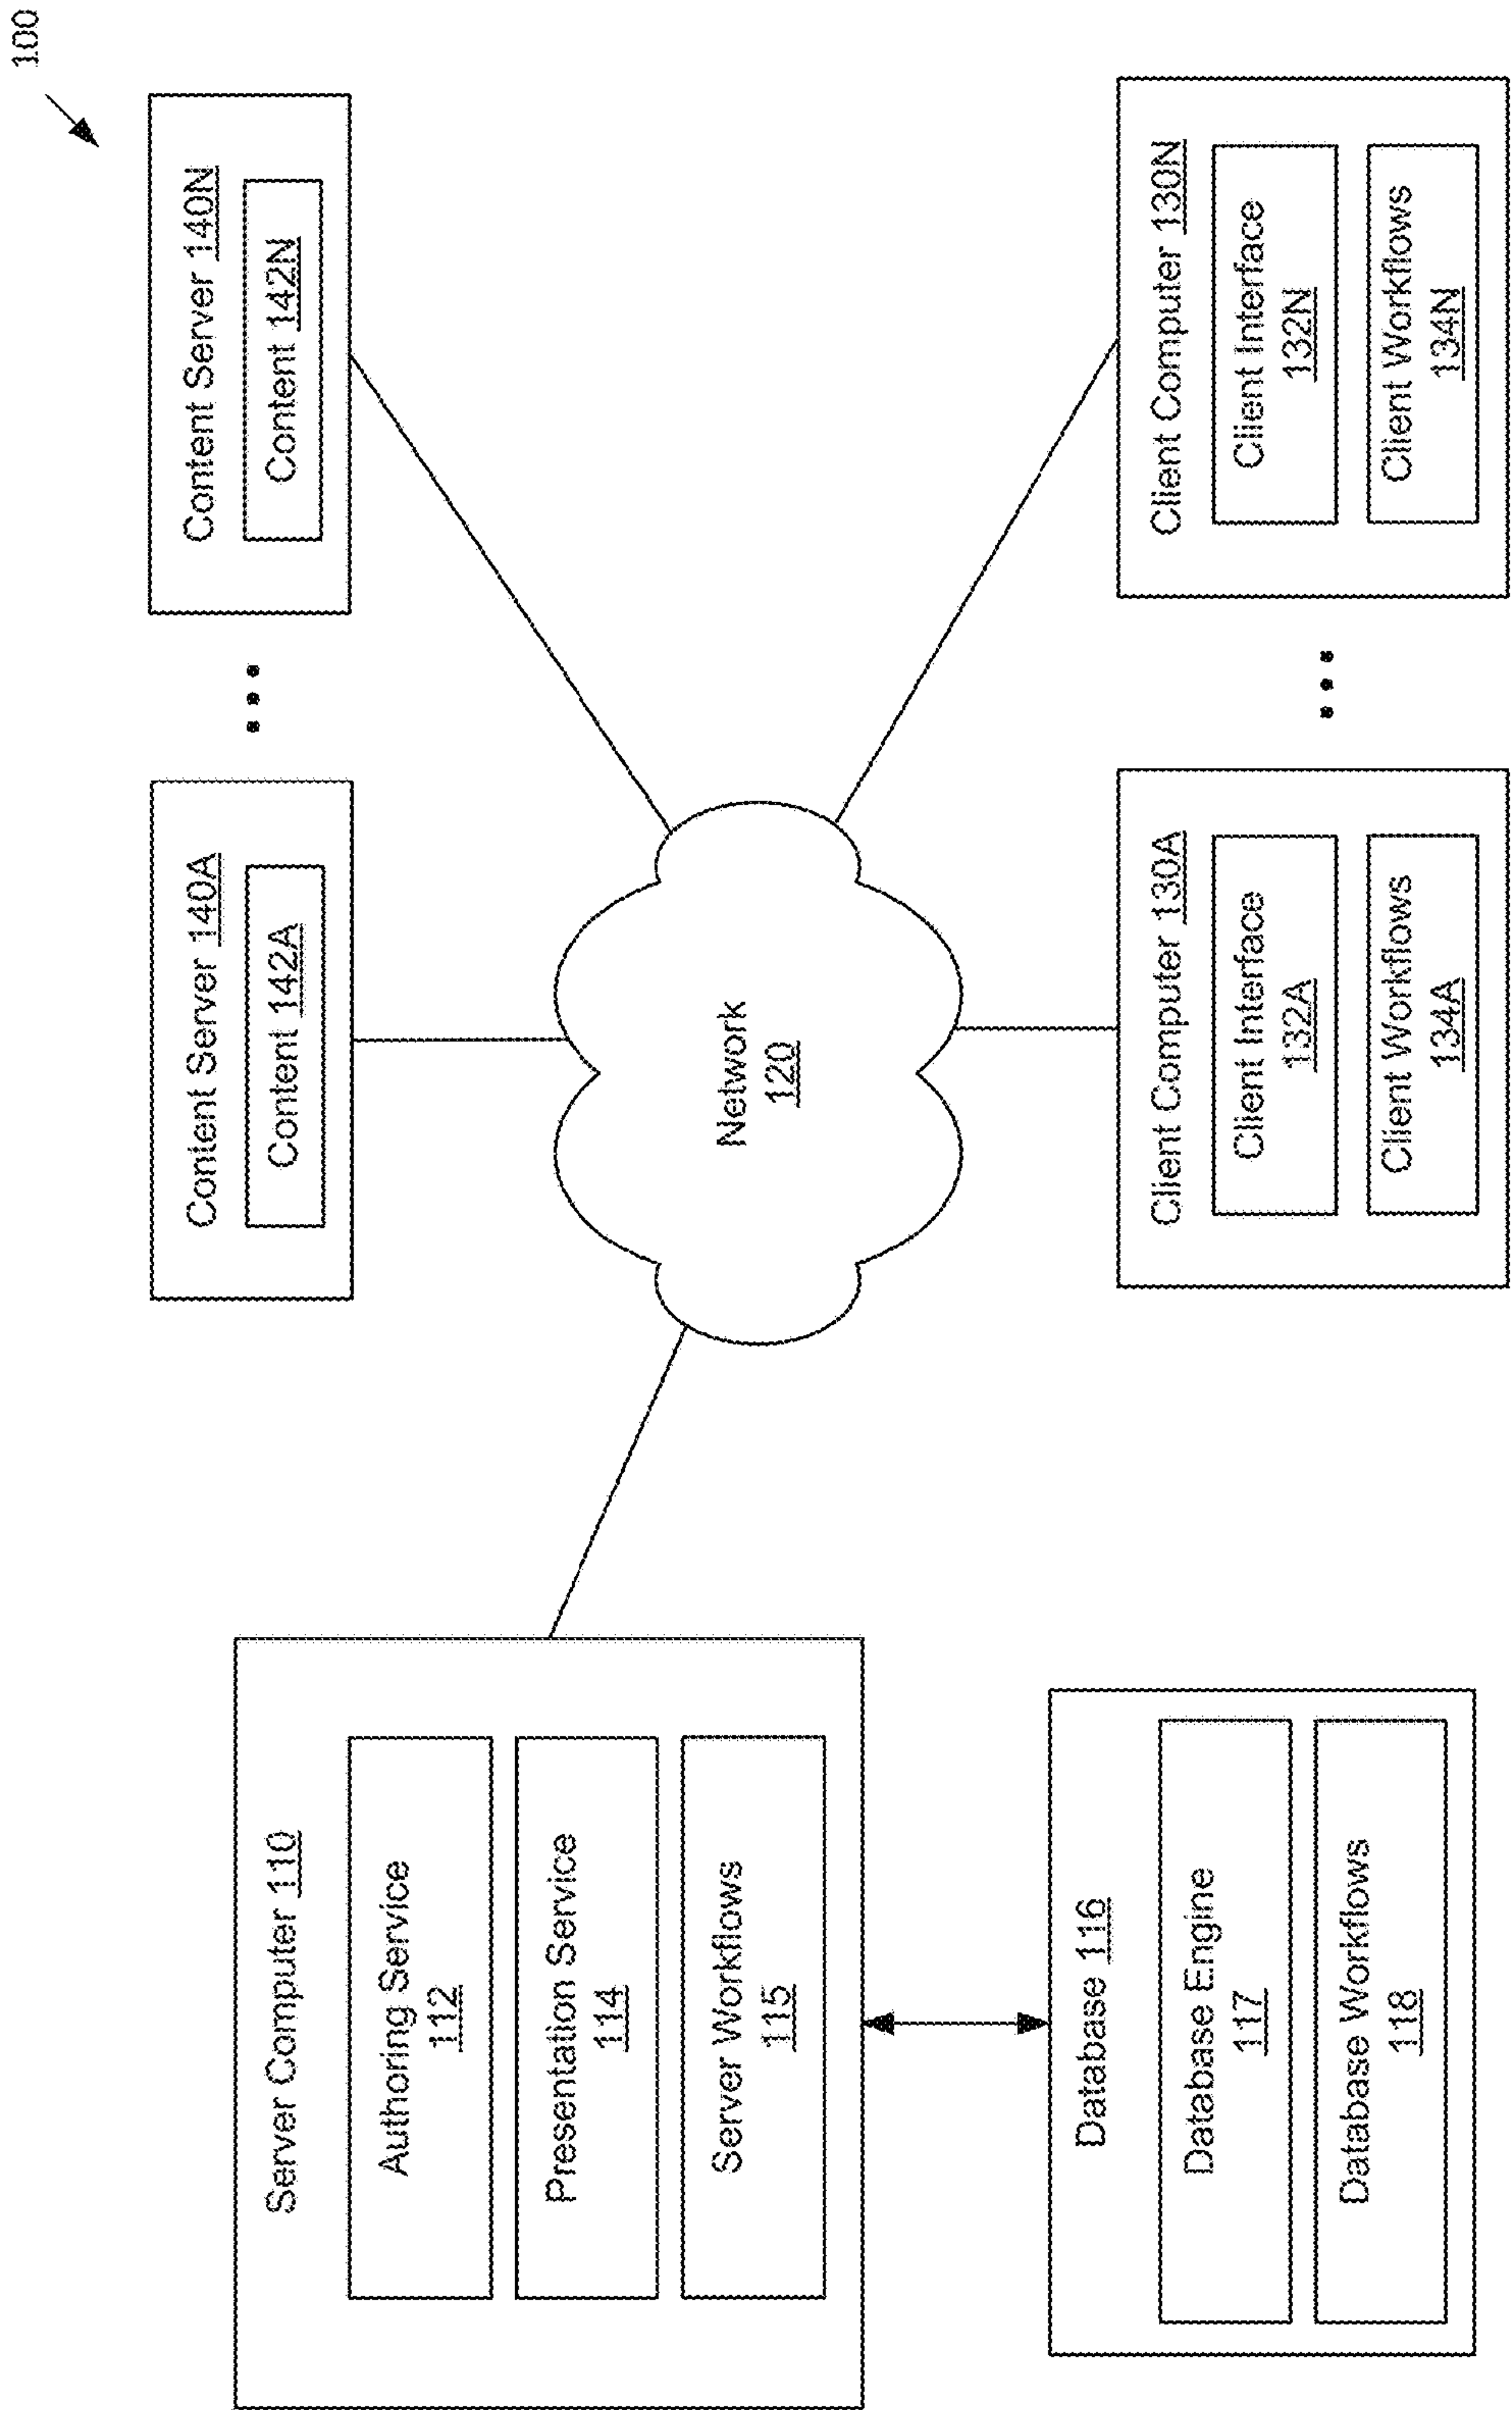 100
Server Computer 110
Authoring Service
112
Presentation Service
114
Server Workflows
115
Database 116
Database Engine
117
Database Workflows
118
Network
120
Content Server 140A
Content 142A
Content Server 140N
Content 142N
Client Computer 130A
Client Interface
132A
Client Workflows
134A
Client Computer 130N
Client Interface
132N
Client Workflows
134N